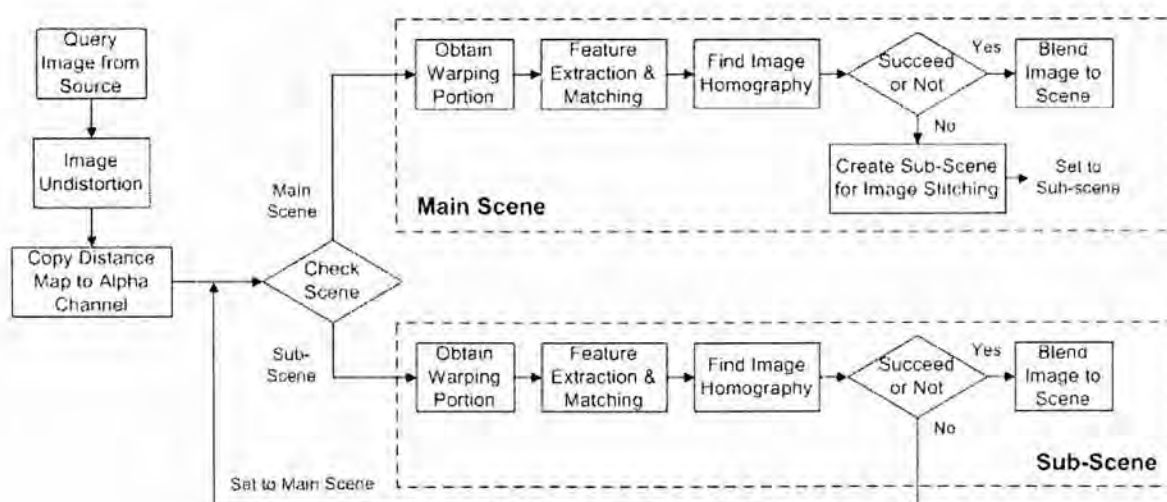 Query
Image from
Source
Image
Undistortion
Copy Distance
Map to Alpha
Channel
Check
Scene
Main
Scene
Sub-
Scene
Obtain
Warping
Portion
Feature
Extraction &
Matching
Find Image
Homography
Succeed
or Not
Yes
Blend
Image to
Scene
No
Create Sub-Scene
for Image Stitching
Set to
Sub-scene
Main Scene
Obtain
Warping
Portion
Feature
Extraction &
Matching
Find Image
Homography
Succeed
or Not
Yes
Blend
Image to
Scene
No
Sub-Scene
Set to Main Scene